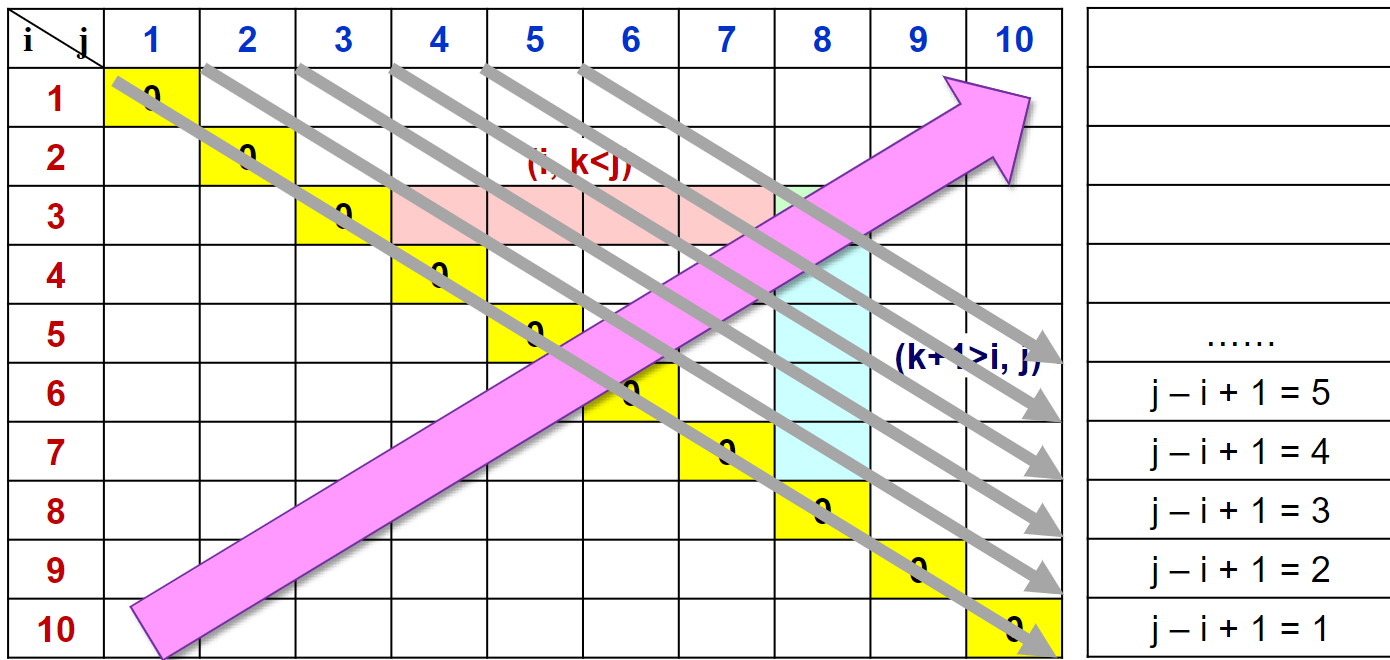 i j 1 2 3 4 5 6 7 8 9 10
1 0
2 0 (i, k<j)
3 0
4 0
5 0 ......
(k+1>i, j)
6 0 j – i + 1 = 5
7 0 j – i + 1 = 4
8 0 j – i + 1 = 3
9 0 j – i + 1 = 2
10 0 j – i + 1 = 1